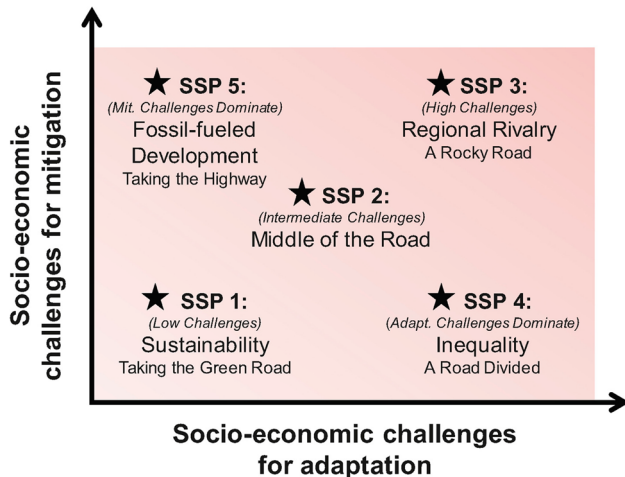 Socio-economic
challenges for mitigation
SSP 5:
(Mit. Challenges Dominate)
Fossil-fueled
Development
Taking the Highway
SSP 3:
(High Challenges)
Regional Rivalry
A Rocky Road
SSP 2:
(Intermediate Challenges)
Middle of the Road
SSP 1:
(Low Challenges)
Sustainability
Taking the Green Road
SSP 4:
(Adapt. Challenges Dominate)
Inequality
A Road Divided
Socio-economic challenges
for adaptation